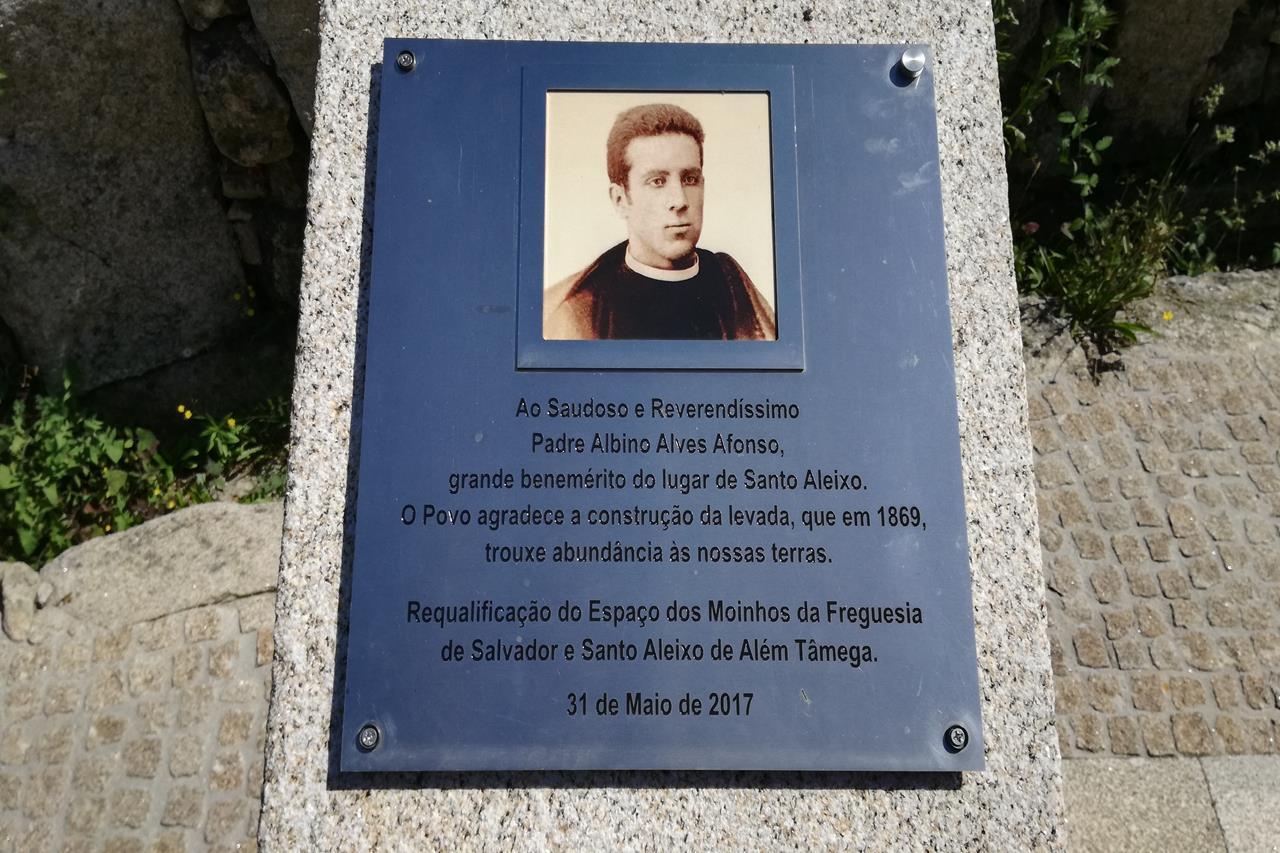 Ao Saudoso e Reverendíssimo
Padre Albino Alves Afonso,
grande benemérito do lugar de Santo Aleixo.
O Povo agradece a construção da levada, que em 1869,
trouxe abundância às nossas terras.
Requalificação do Espaço dos Moinhos da Freguesia
de Salvador e Santo Aleixo de Além Tâmega.
31 de Maio de 2017